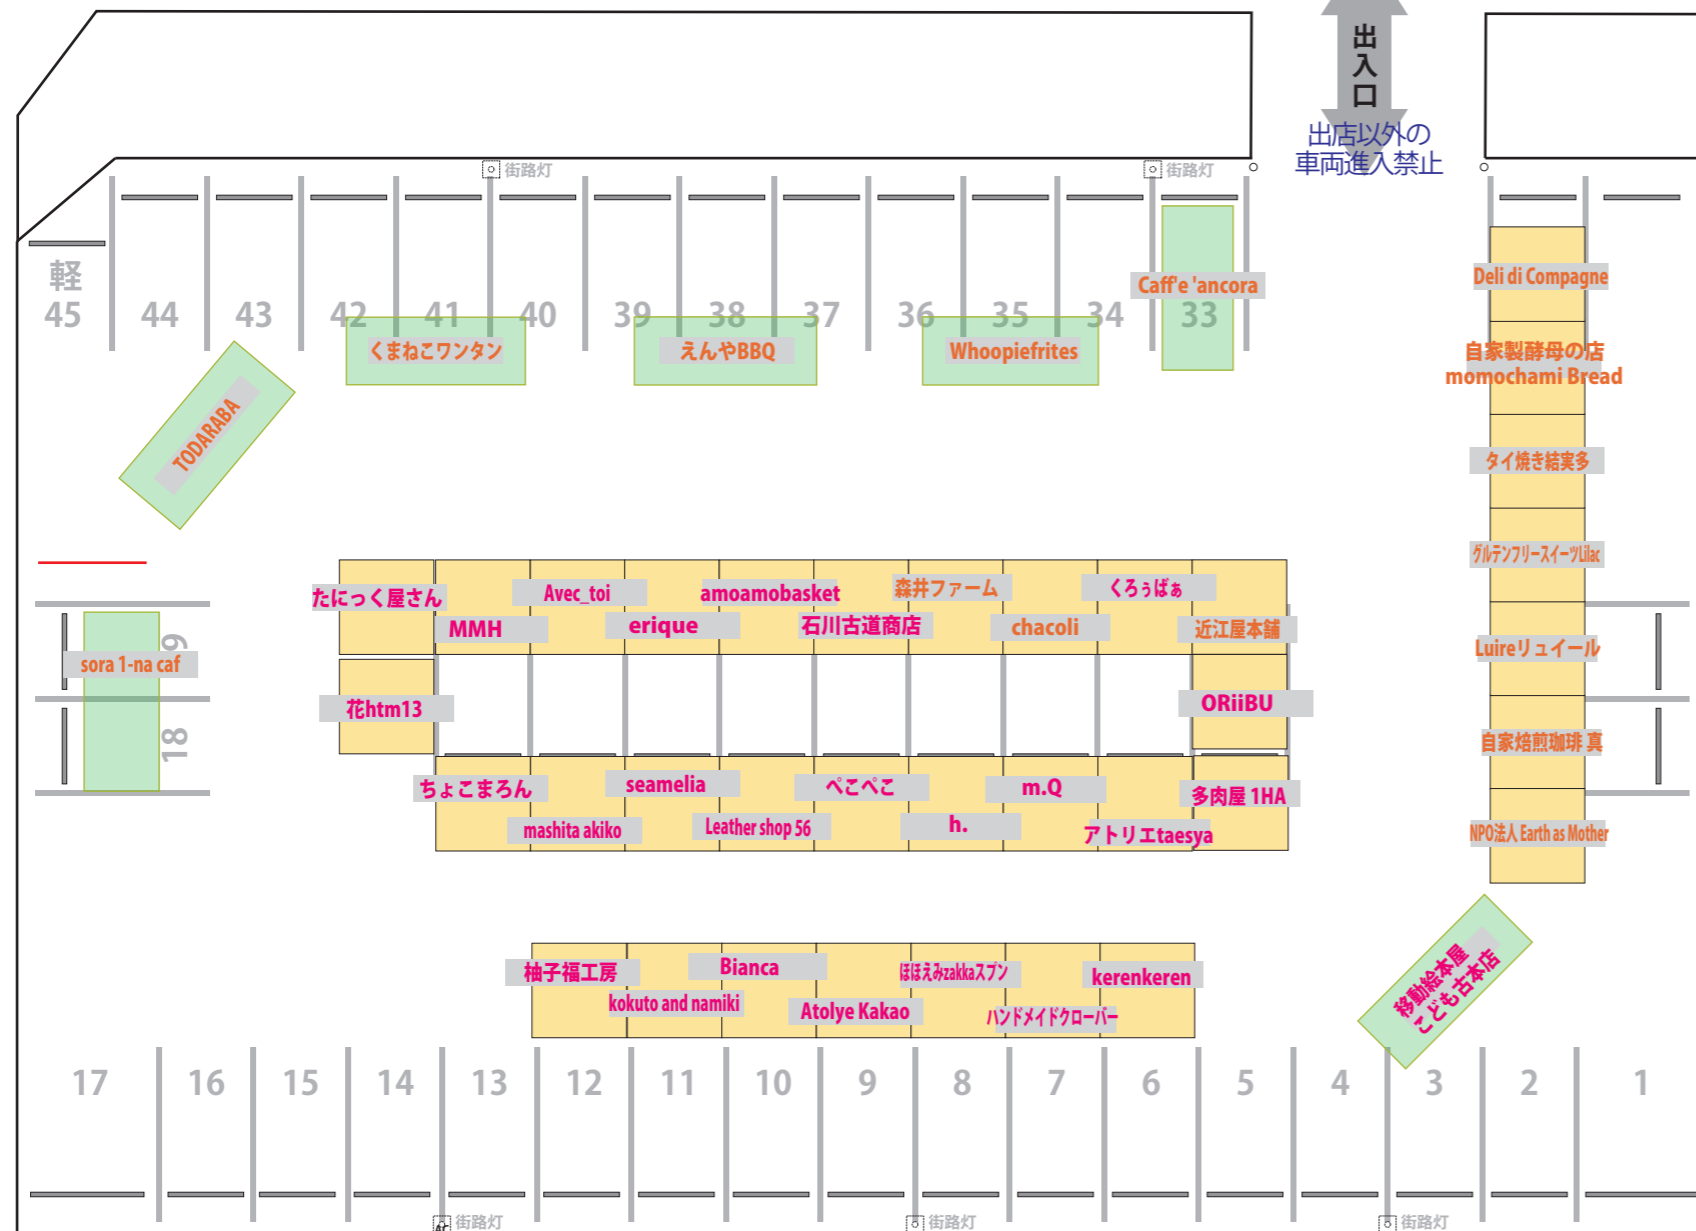 出入口
出店以外の
車両進入禁止
街路灯
街路灯
軽
45
44
43
42
41
40
39
38
37
36
35
34
33
Caff'e 'ancora
くまねこワンタン
えんやBBQ
Whoopiefrites
TODARABA
Deli di Compagne
自家製酵母の店
momochami Bread
タイ焼き結実多
グルテンフリースイーツLilac
Luireリュイール
自家焙煎珈琲 真
NPO法人 Earth as Mother
sora 1-na caf
9
18
たにっく屋さん
MMH
Avec_toi
erique
amoamobasket
石川古道商店
森井ファーム
chacoli
くろぅばぁ
近江屋本舗
花htm13
ORiiBU
ちょこまろん
mashita akiko
seamelia
Leather shop 56
ぺこぺこ
h.
m.Q
アトリエtaesya
多肉屋 1HA
柚子福工房
kokuto and namiki
Bianca
Atolye Kakao
ほほえみzakkaスプン
ハンドメイドクローバー
kerenkeren
移動絵本屋
こども古本店
17
16
15
14
13
12
11
10
9
8
7
6
5
4
3
2
1
街路灯
街路灯
街路灯